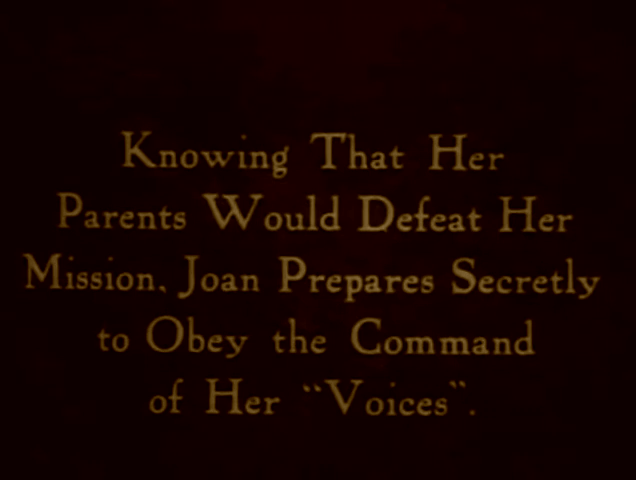 Knowing That Her
Parents Would Defeat Her
Mission, Joan Prepares Secretly
to Obey the Command
of Her “Voices”.